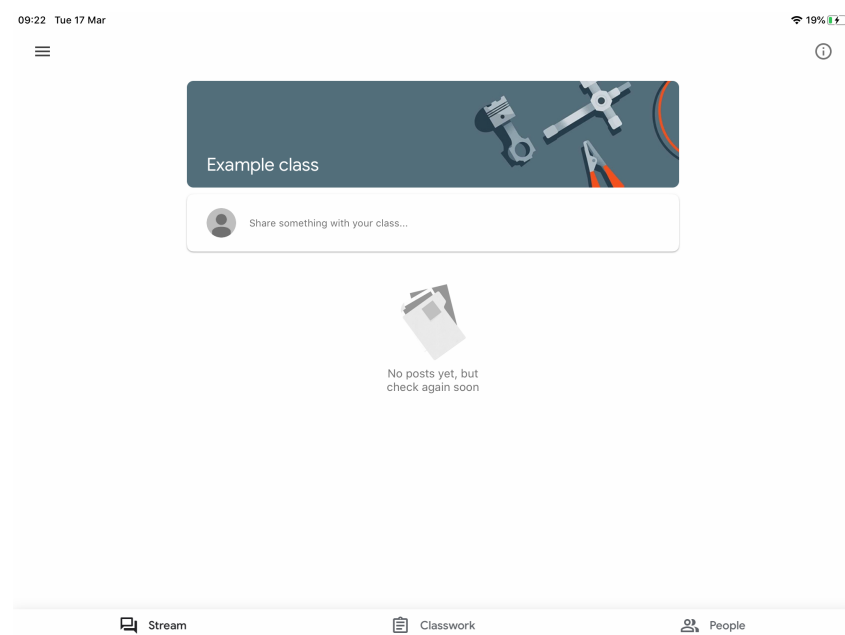 09:22 Tue 17 Mar 19%
Example class
Share something with your class...
No posts yet, but
check again soon
Stream Classwork People